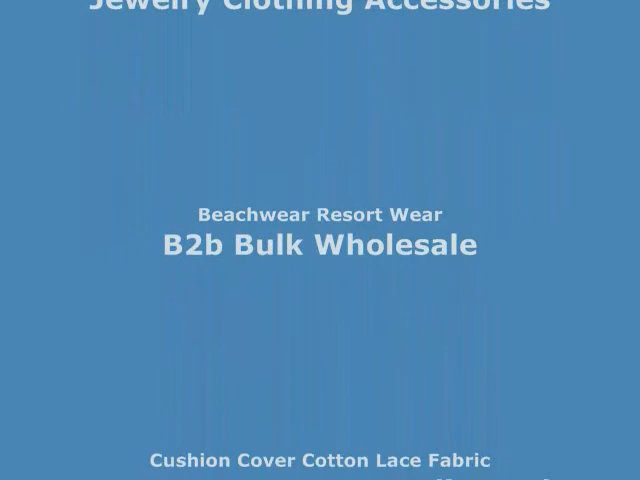 Jewelry Clothing Accessories
Beachwear Resort Wear
B2b Bulk Wholesale
Cushion Cover Cotton Lace Fabric